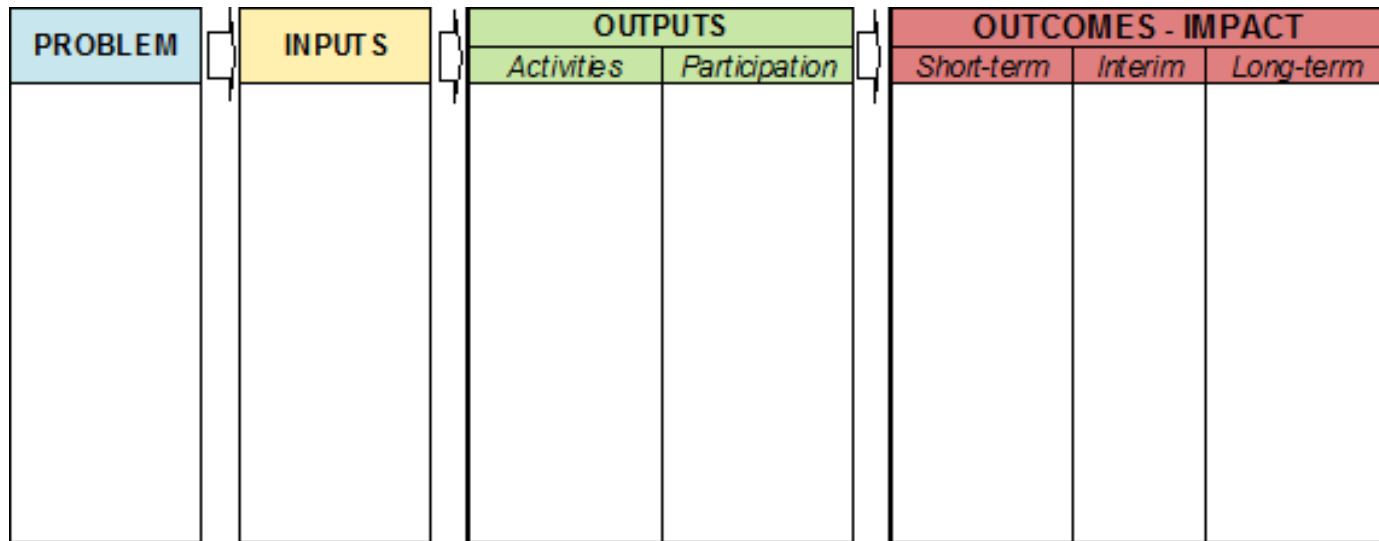 PROBLEM
INPUTS
OUTPUTS
Activities
Participation
OUTCOMES - IMPACT
Short-term
Interim
Long-term